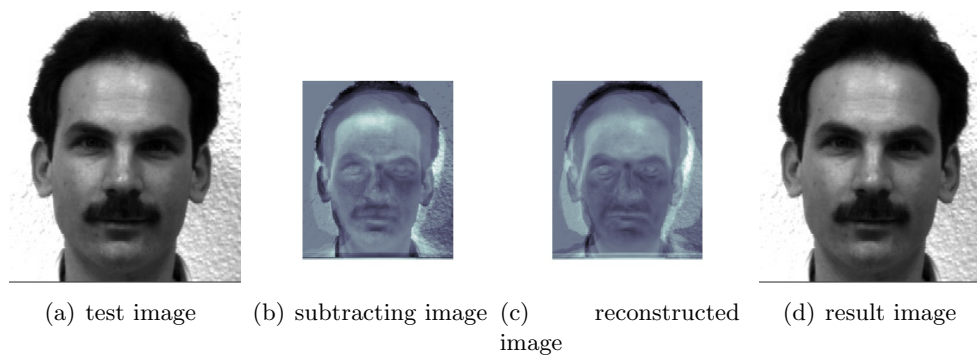 (a) test image
(b) subtracting image
(c) reconstructed
image
(d) result image